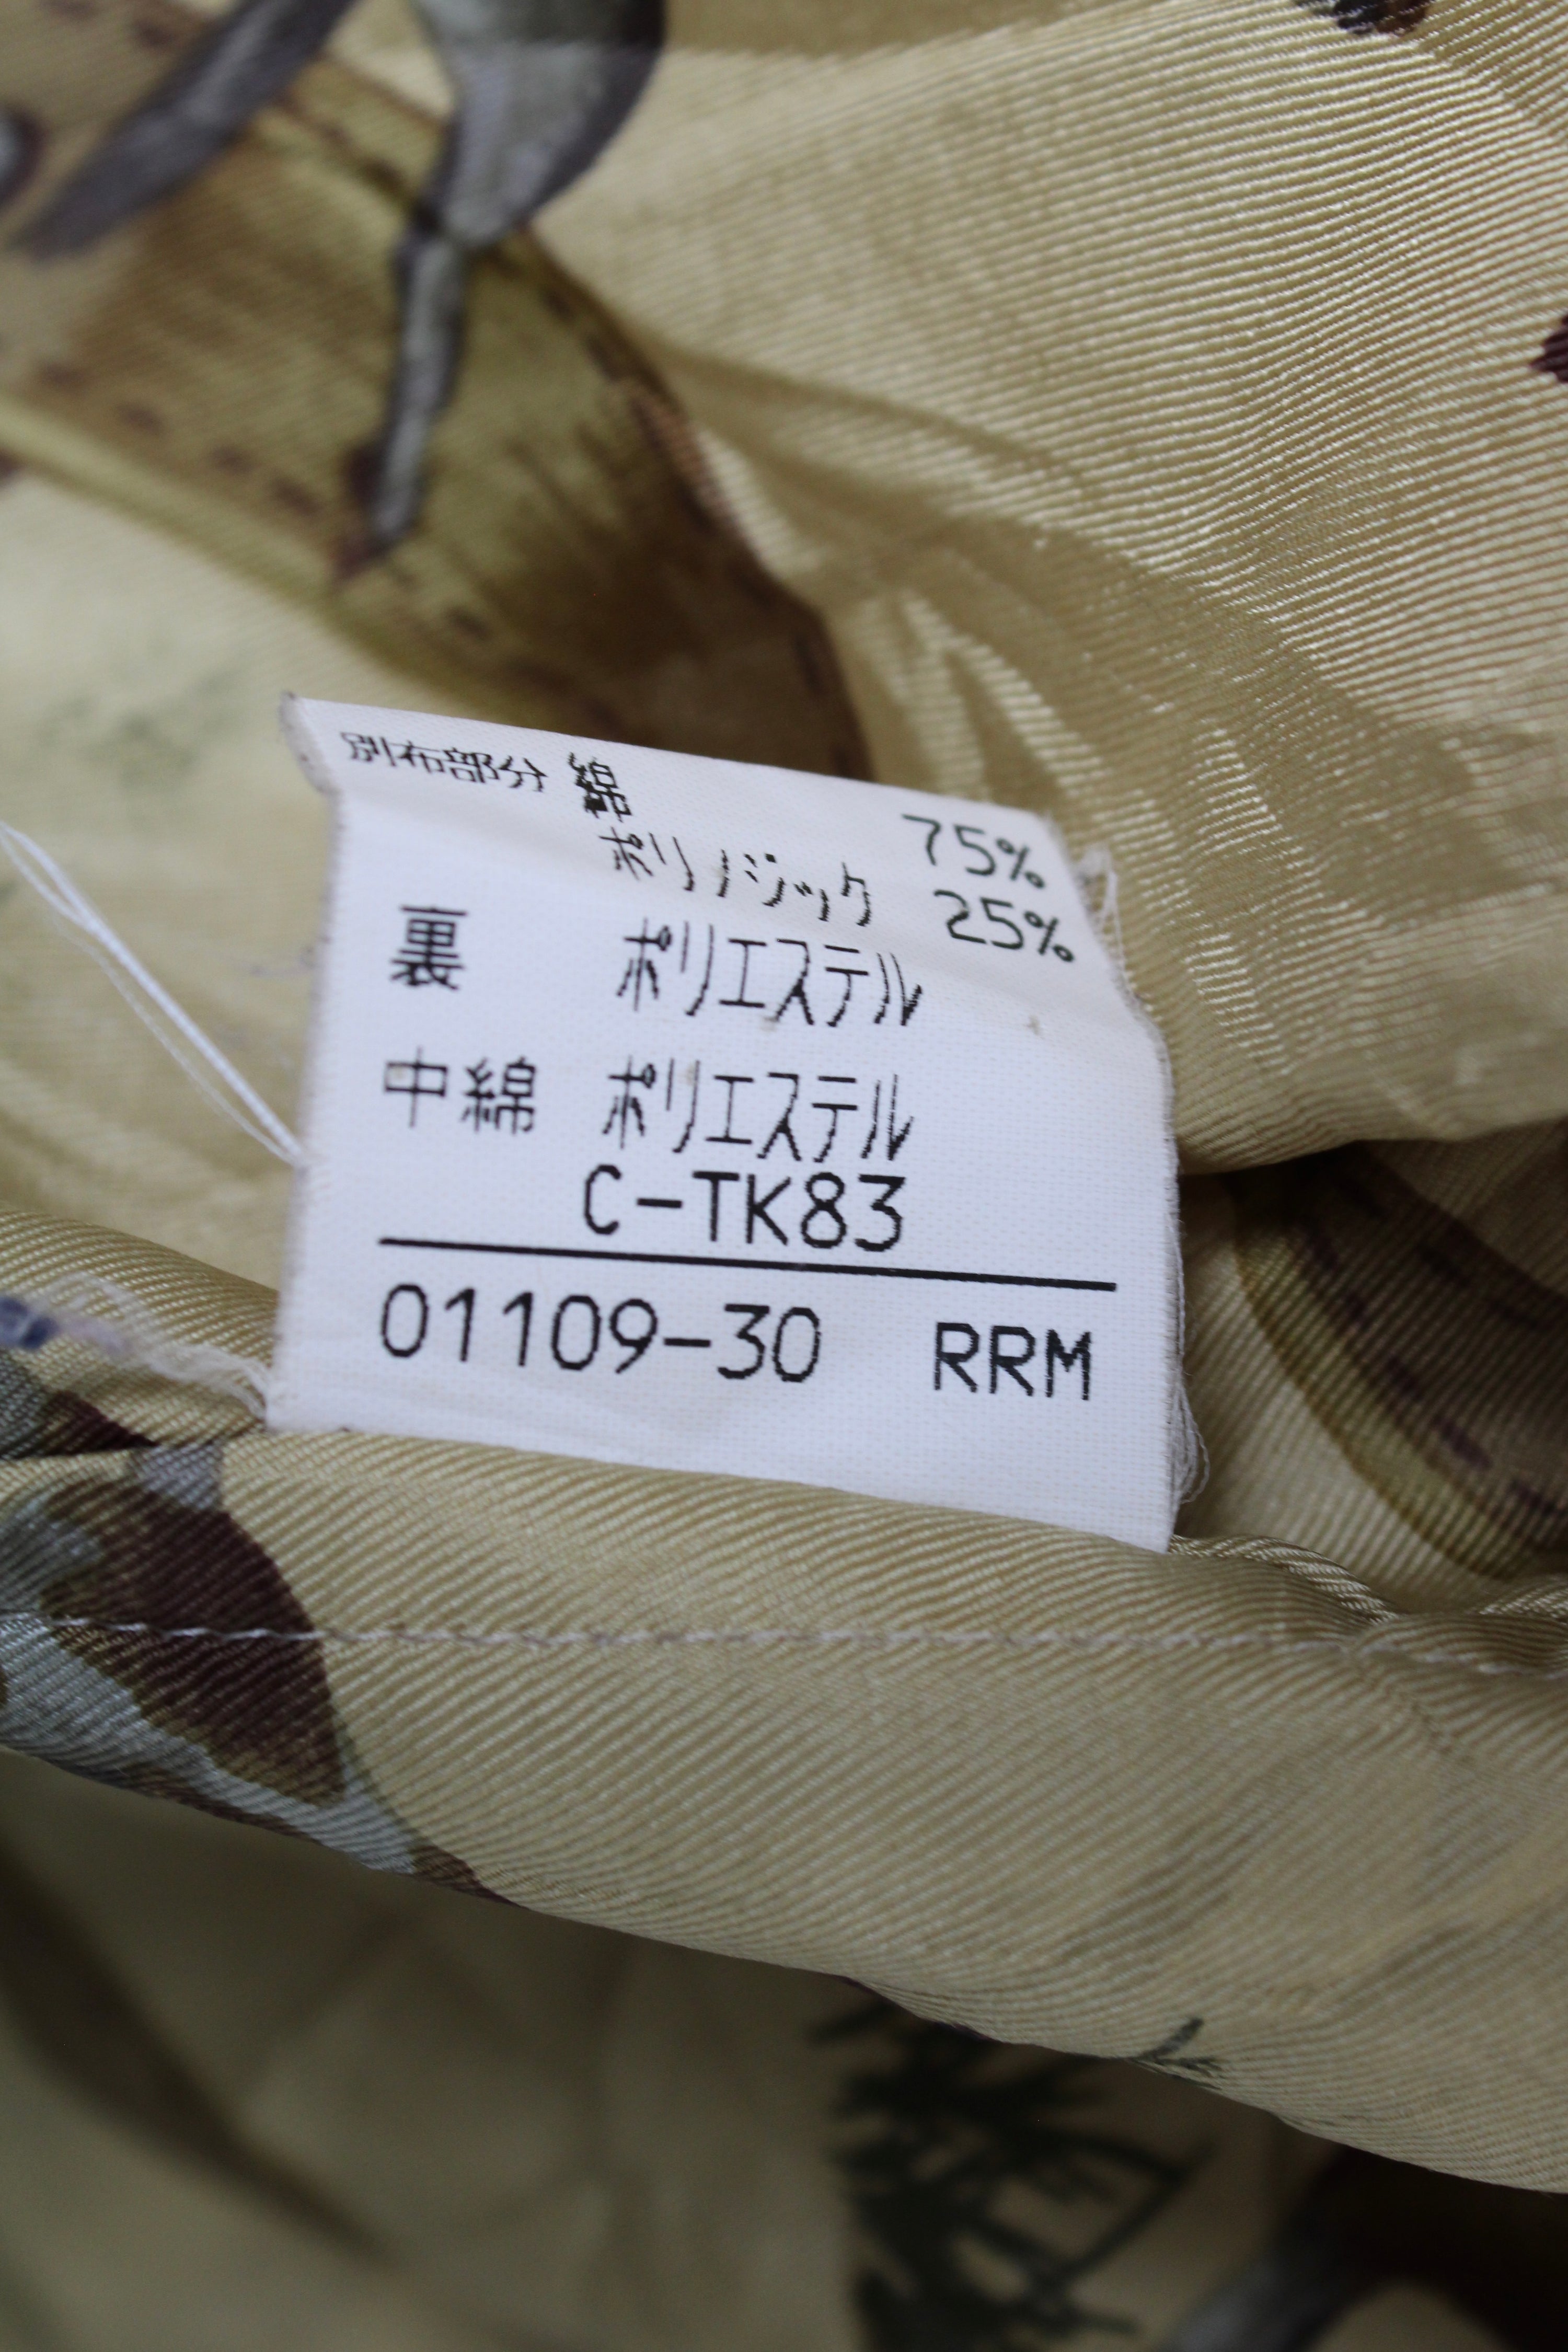 別布部分 綿 75%
ポリノジック 25%
裏 ポリエステル
中綿 ポリエステル
C-TK83
01109-30 RRM